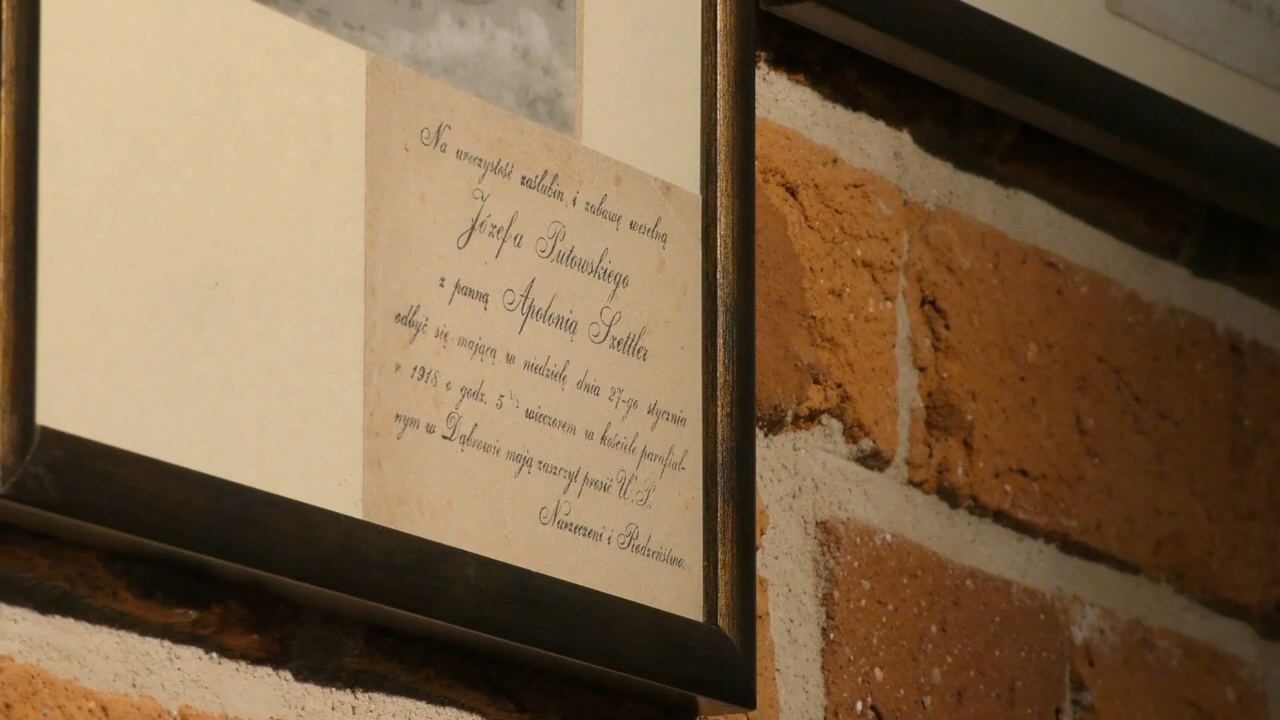 Na uroczystość zaślubin i zabawę weselną
Józefa Putowskiego
z panną Apolonią Szettler
odbyć się mającą w niedzielę dnia 27-go stycznia
r. 1918 o godz. 5 1/2 wieczorem w kościele parafial-
nym w Dąbrowie mają zaszczyt prosić W. P.
Narzeczeni i Rodzeństwo.